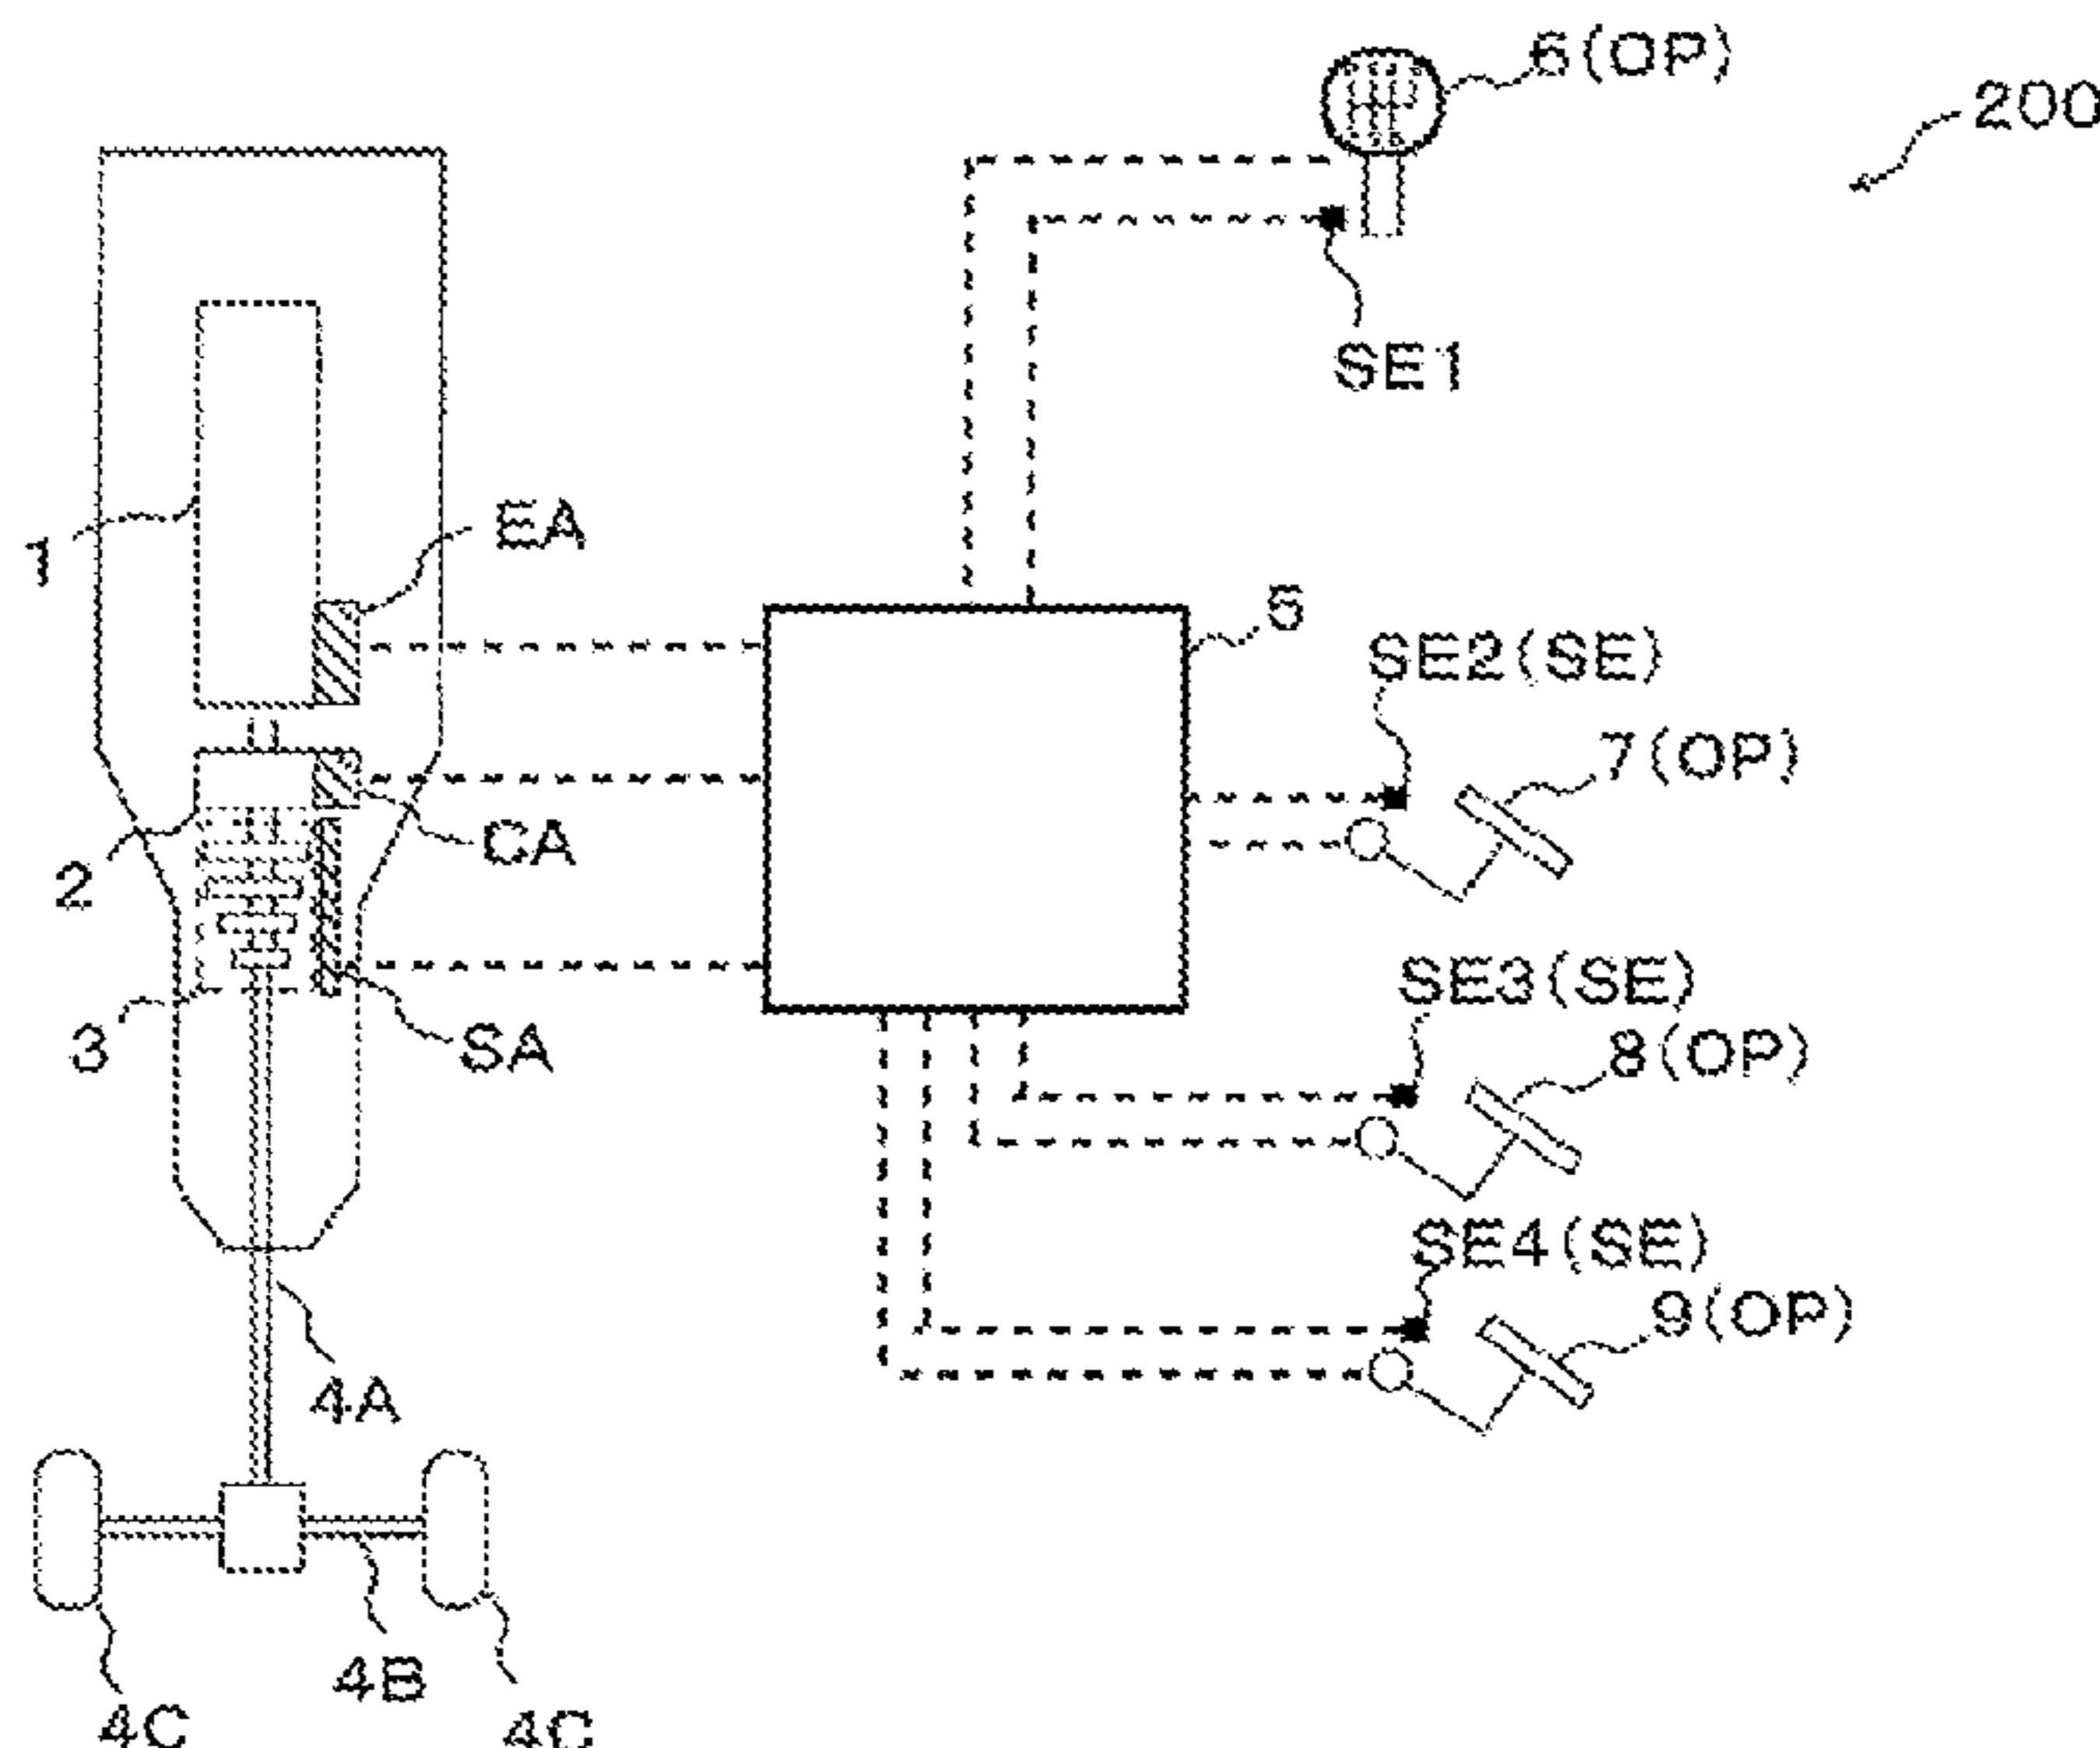 6(OP)
200
SE1
1
EA
5
SE2(SE)
7(OP)
2
CA
SE3(SE)
3
SA
8(OP)
SE4(SE)
9(OP)
4A
4B
4C
4C